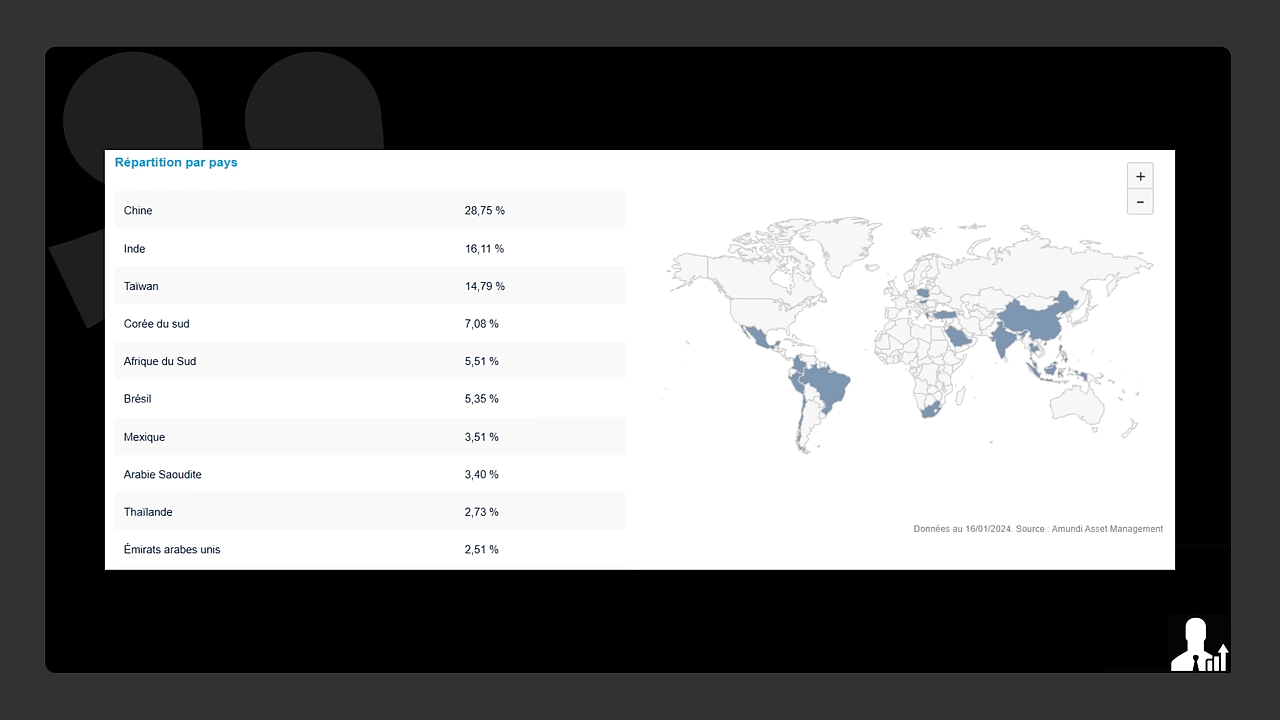 Répartition par pays
+
−
Chine 28,75 %
Inde 16,11 %
Taïwan 14,79 %
Corée du sud 7,08 %
Afrique du Sud 5,51 %
Brésil 5,35 %
Mexique 3,51 %
Arabie Saoudite 3,40 %
Thaïlande 2,73 %
Émirats arabes unis 2,51 %
Données au 16/01/2024. Source : Amundi Asset Management